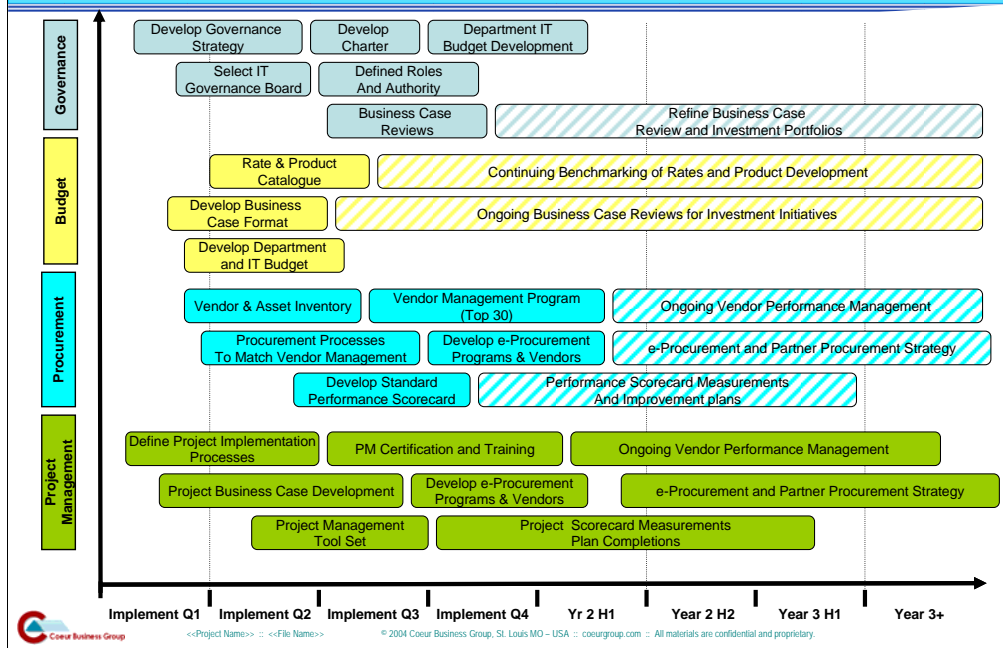 Governance
Develop Governance
Strategy
Develop
Charter
Department IT
Budget Development
Select IT
Governance Board
Defined Roles
And Authority
Business Case
Reviews
Refine Business Case
Review and Investment Portfolios
Budget
Rate & Product
Catalogue
Continuing Benchmarking of Rates and Product Development
Develop Business
Case Format
Ongoing Business Case Reviews for Investment Initiatives
Develop Department
and IT Budget
Procurement
Vendor & Asset Inventory
Vendor Management Program
(Top 30)
Ongoing Vendor Performance Management
Procurement Processes
To Match Vendor Management
Develop e-Procurement
Programs & Vendors
e-Procurement and Partner Procurement Strategy
Develop Standard
Performance Scorecard
Performance Scorecard Measurements
And Improvement plans
Project
Management
Define Project Implementation
Processes
PM Certification and Training
Ongoing Vendor Performance Management
Project Business Case Development
Develop e-Procurement
Programs & Vendors
e-Procurement and Partner Procurement Strategy
Project Management
Tool Set
Project Scorecard Measurements
Plan Completions
Implement Q1
Implement Q2
Implement Q3
Implement Q4
Yr 2 H1
Year 2 H2
Year 3 H1
Year 3+
Coeur Business Group
<<Project Name>> :: <<File Name>>
© 2004 Coeur Business Group, St. Louis MO – USA :: coeurgroup.com :: All materials are confidential and proprietary.